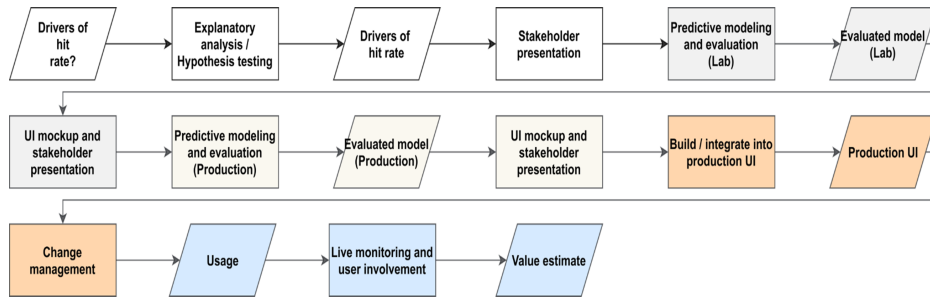 Drivers of
hit
rate?
Explanatory
analysis /
Hypothesis testing
Drivers of
hit rate
Stakeholder
presentation
Predictive modeling
and evaluation
(Lab)
Evaluated model
(Lab)
UI mockup and
stakeholder
presentation
Predictive modeling
and evaluation
(Production)
Evaluated model
(Production)
UI mockup and
stakeholder
presentation
Build / integrate into
production UI
Production UI
Change
management
Usage
Live monitoring and
user involvement
Value estimate